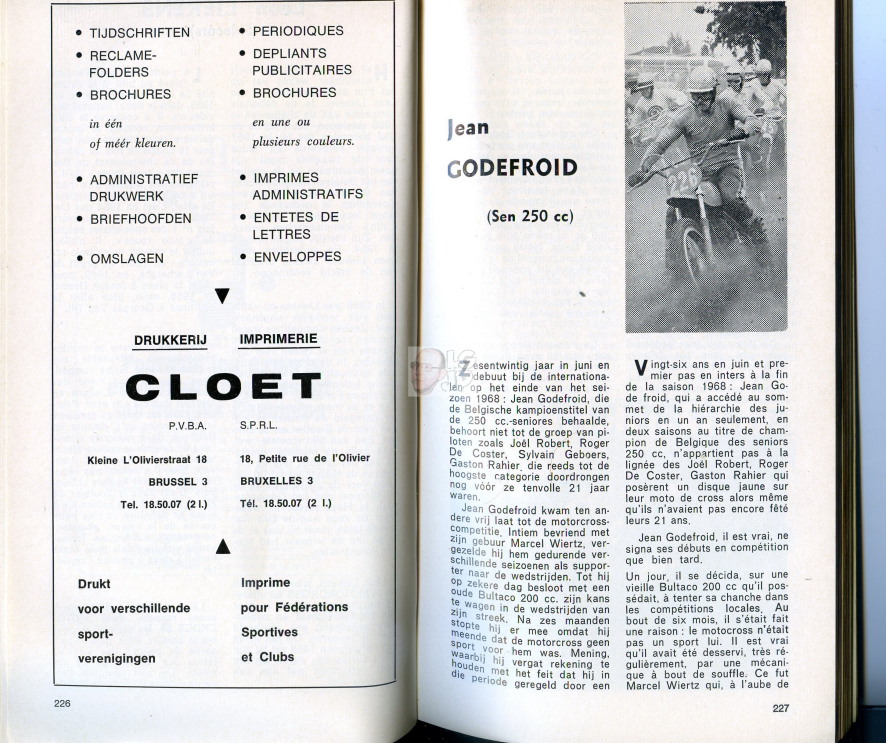 • TIJDSCHRIFTEN
• RECLAME-
FOLDERS
• BROCHURES
in één
of méér kleuren.
• ADMINISTRATIEF
DRUKWERK
• BRIEFHOOFDEN
• OMSLAGEN
• PERIODIQUES
• DEPLIANTS
PUBLICITAIRES
• BROCHURES
en une ou
plusieurs couleurs.
• IMPRIMES
ADMINISTRATIFS
• ENTETES DE
LETTRES
• ENVELOPPES
DRUKKERIJ IMPRIMERIE
CLOET
P.V.B.A. S.P.R.L.
Kleine L'Olivierstraat 18
BRUSSEL 3
Tel. 18.50.07 (2 l.)
18, Petite rue de l'Olivier
BRUXELLES 3
Tél. 18.50.07 (2 l.)
Drukt
voor verschillende
sport-
verenigingen
Imprime
pour Fédérations
Sportives
et Clubs
226
Jean
GODEFROID
(Sen 250 cc)
226
Zesentwintig jaar in juni en
debuut bij de internationa-
len op het einde van het sei-
zoen 1968 : Jean Godefroid, die
de Belgische kampioenstitel van
de 250 cc.-seniores behaalde,
behoort niet tot de groep van pi-
loten zoals Joël Robert, Roger
De Coster, Sylvain Geboers,
Gaston Rahier, die reeds tot de
hoogste categorie doordrongen
nog vóór ze tenvolle 21 jaar
waren.
Jean Godefroid kwam ten an-
dere vrij laat tot de motorcross-
competitie. Intiem bevriend met
zijn gebuur Marcel Wiertz, ver-
gezelde hij hem gedurende ver-
schillende seizoenen als suppor-
ter naar de wedstrijden. Tot hij
op zekere dag besloot met een
oude Bultaco 200 cc. zijn kans
te wagen in de wedstrijden van
zijn streek. Na zes maanden
stopte hij er mee omdat hij
meende dat de motorcross geen
sport voor hem was. Mening,
waarbij hij vergat rekening te
houden met het feit dat hij in
die periode geregeld door een
Vingt-six ans en juin et pre-
mier pas en inters à la fin
de la saison 1968 : Jean Go-
de froid, qui a accédé au som-
met de la hiérarchie des ju-
niors en un an seulement, en
deux saisons au titre de cham-
pion de Belgique des seniors
250 cc, n'appartient pas à la
lignée des Joël Robert, Roger
De Coster, Gaston Rahier qui
posèrent un disque jaune sur
leur moto de cross alors même
qu'ils n'avaient pas encore fêté
leurs 21 ans.
Jean Godefroid, il est vrai, ne
signa ses débuts en compétition
que bien tard.
Un jour, il se décida, sur une
vieille Bultaco 200 cc qu'il pos-
sédait, à tenter sa chance dans
les compétitions locales. Au
bout de six mois, il s'était fait
une raison : le motocross n'était
pas un sport lui. Il est vrai
qu'il avait été desservi, très ré-
gulièrement, par une mécani-
que à bout de souffle. Ce fut
Marcel Wiertz qui, à l'aube de
227